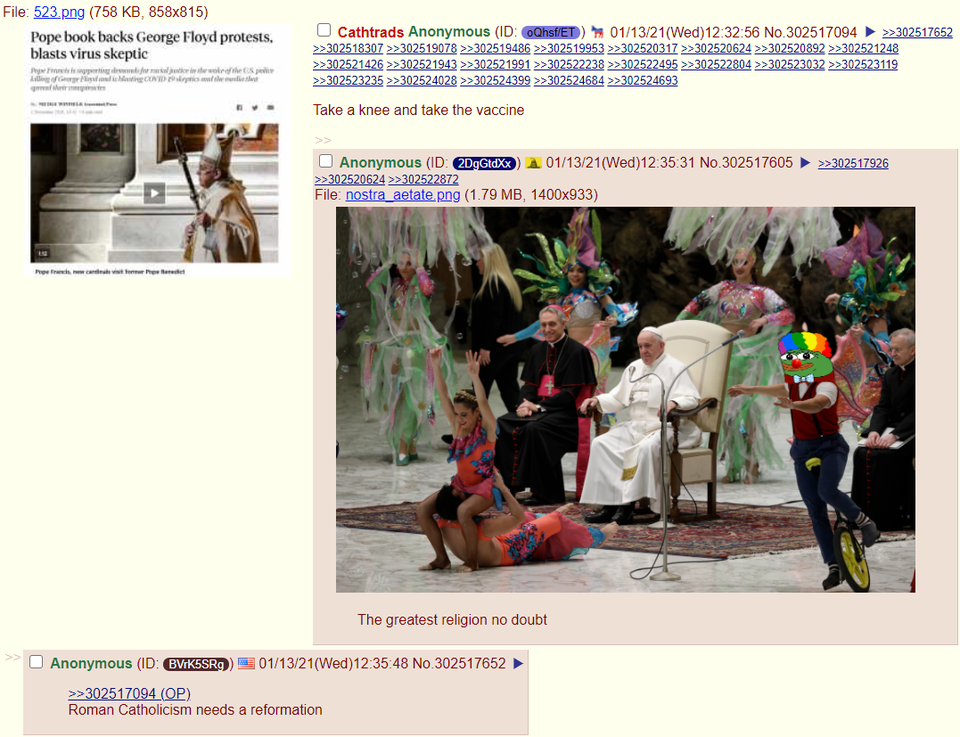 File: 523.png (758 KB, 858x815)
Pope book backs George Floyd protests,
blasts virus skeptic
Pope Francis is supporting demands for racial justice in the wake of the U.S. police
killing of George Floyd and is blasting COVID-19 skeptics and the media that
spread their conspiracies
By NICOLE WINFIELD Associated Press
1:12
Pope Francis, new cardinals visit former Pope Benedict
Cathtrads Anonymous (ID: oQhsf/ET) 01/13/21(Wed)12:32:56 No.302517094 ▶ >>302517652
>>302518307 >>302519078 >>302519486 >>302519953 >>302520317 >>302520624 >>302520892 >>302521248
>>302521426 >>302521943 >>302521991 >>302522238 >>302522495 >>302522804 >>302523032 >>302523119
>>302523235 >>302524028 >>302524399 >>302524684 >>302524693
Take a knee and take the vaccine
>>
Anonymous (ID: 2DgGtdXx) 01/13/21(Wed)12:35:31 No.302517605 ▶ >>302517926
>>302520624 >>302522872
File: nostra_aetate.png (1.79 MB, 1400x933)
The greatest religion no doubt
>>
Anonymous (ID: BVrK5SRg) 01/13/21(Wed)12:35:48 No.302517652 ▶
>>302517094 (OP)
Roman Catholicism needs a reformation